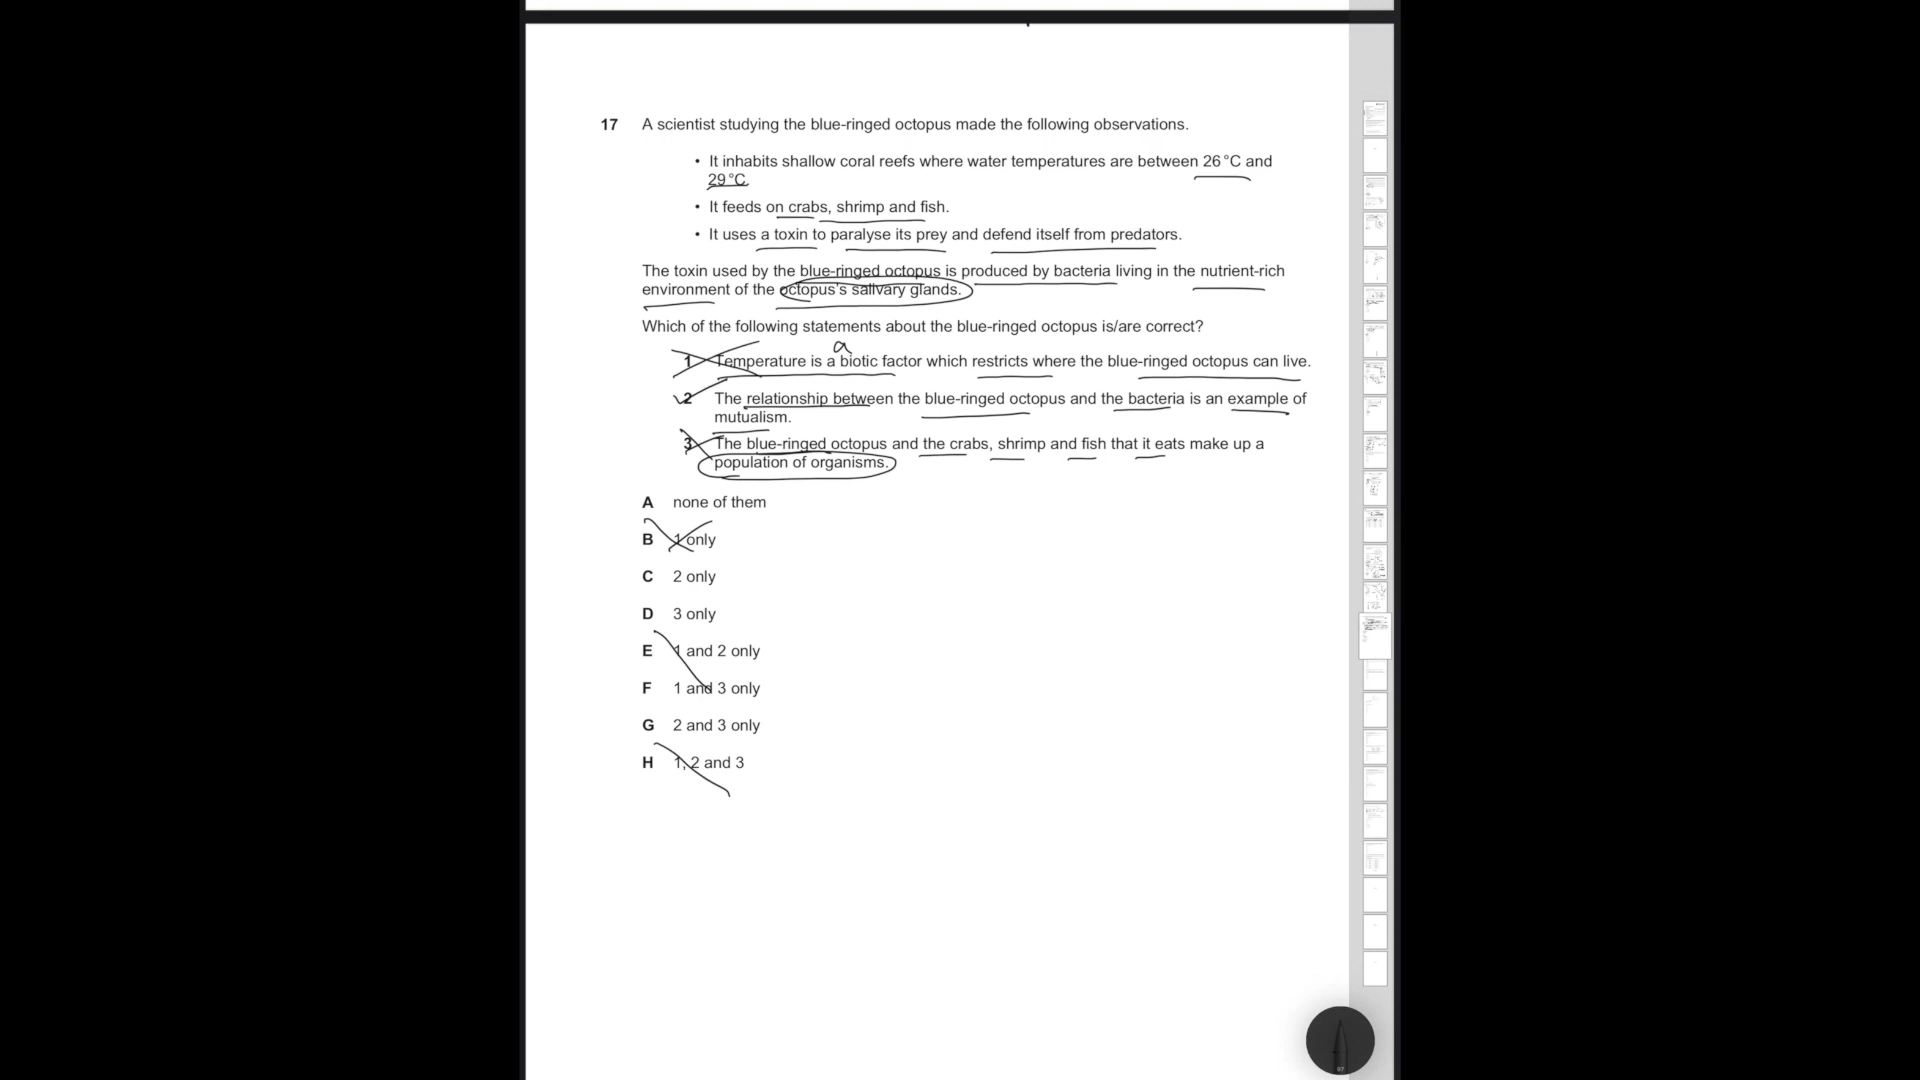 17 A scientist studying the blue-ringed octopus made the following observations.
• It inhabits shallow coral reefs where water temperatures are between 26 °C and
29 °C.
• It feeds on crabs, shrimp and fish.
• It uses a toxin to paralyse its prey and defend itself from predators.
The toxin used by the blue-ringed octopus is produced by bacteria living in the nutrient-rich
environment of the octopus's salivary glands.
Which of the following statements about the blue-ringed octopus is/are correct?
a
1 Temperature is a biotic factor which restricts where the blue-ringed octopus can live.
2 The relationship between the blue-ringed octopus and the bacteria is an example of
mutualism.
3 The blue-ringed octopus and the crabs, shrimp and fish that it eats make up a
population of organisms.
A none of them
B 1 only
C 2 only
D 3 only
E 1 and 2 only
F 1 and 3 only
G 2 and 3 only
H 1, 2 and 3
97